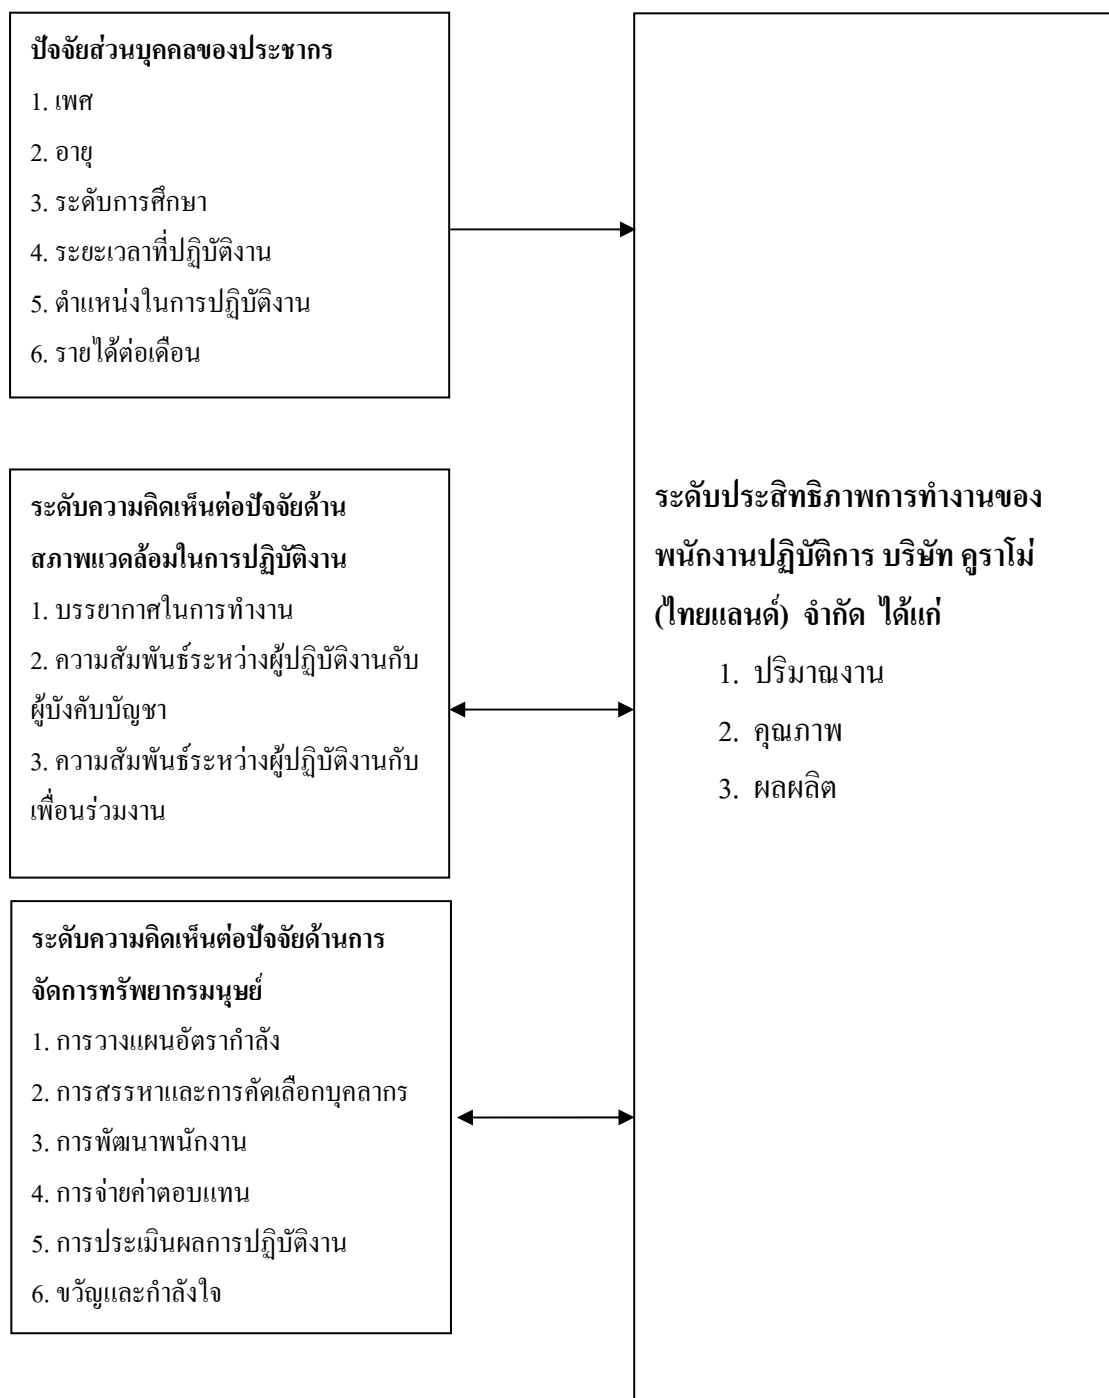 ปัจจัยส่วนบุคคลของประชากร
1. เพศ
2. อายุ
3. ระดับการศึกษา
4. ระยะเวลาที่ปฏิบัติงาน
5. ตำแหน่งในการปฏิบัติงาน
6. รายได้ต่อเดือน
ระดับความคิดเห็นต่อปัจจัยด้าน
สภาพแวดล้อมในการปฏิบัติงาน
1. บรรยากาศในการทำงาน
2. ความสัมพันธ์ระหว่างผู้ปฏิบัติงานกับ
ผู้บังคับบัญชา
3. ความสัมพันธ์ระหว่างผู้ปฏิบัติงานกับ
เพื่อนร่วมงาน
ระดับความคิดเห็นต่อปัจจัยด้านการ
จัดการทรัพยากรมนุษย์
1. การวางแผนอัตรากำลัง
2. การสรรหาและการคัดเลือกบุคลากร
3. การพัฒนาพนักงาน
4. การจ่ายค่าตอบแทน
5. การประเมินผลการปฏิบัติงาน
6. ขวัญและกำลังใจ
ระดับประสิทธิภาพการทำงานของ
พนักงานปฏิบัติการ บริษัท คูราโม่
(ไทยแลนด์) จำกัด ได้แก่
1. ปริมาณงาน
2. คุณภาพ
3. ผลผลิต